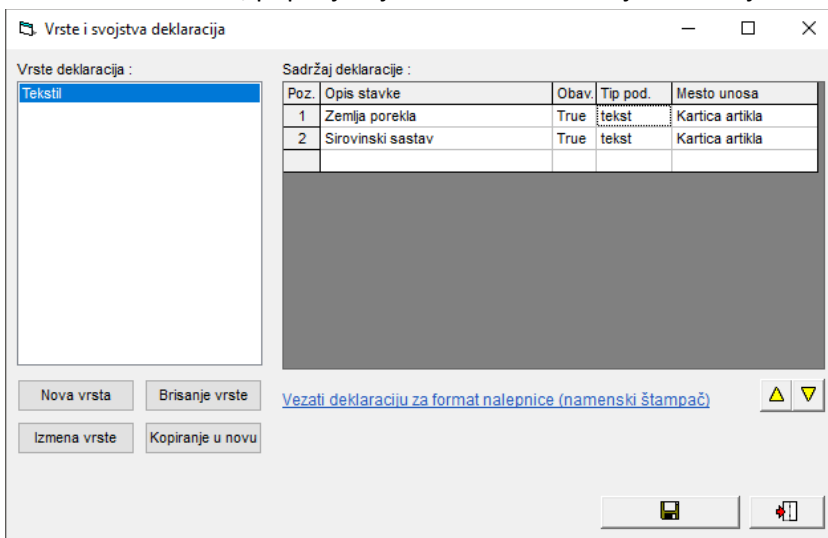 Vrste i svojstva deklaracija
Vrste deklaracija :
Tekstil
Sadržaj deklaracije :
Poz. Opis stavke Obav. Tip pod. Mesto unosa
1 Zemlja porekla True tekst Kartica artikla
2 Sirovinski sastav True tekst Kartica artikla
Nova vrsta Brisanje vrste
Izmena vrste Kopiranje u novu
Vezati deklaraciju za format nalepnice (namenski štampač)